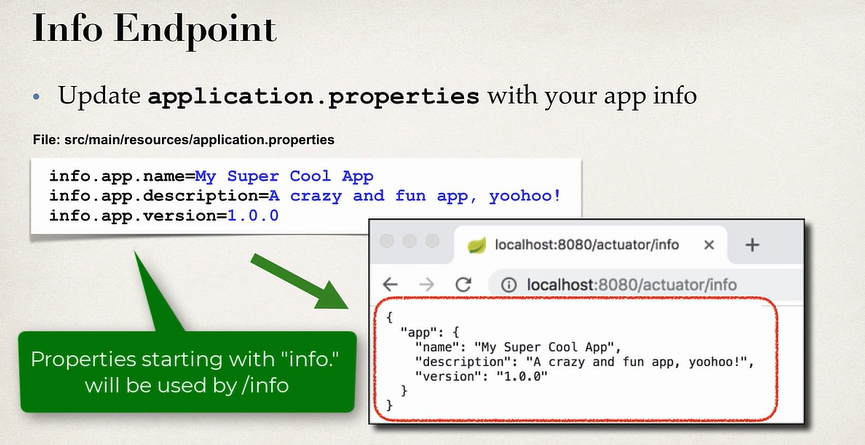 Info Endpoint
• Update application.properties with your app info
File: src/main/resources/application.properties
info.app.name=My Super Cool App
info.app.description=A crazy and fun app, yoohoo!
info.app.version=1.0.0
localhost:8080/actuator/info
localhost:8080/actuator/info
{
"app": {
"name": "My Super Cool App",
"description": "A crazy and fun app, yoohoo!",
"version": "1.0.0"
}
}
Properties starting with "info."
will be used by /info